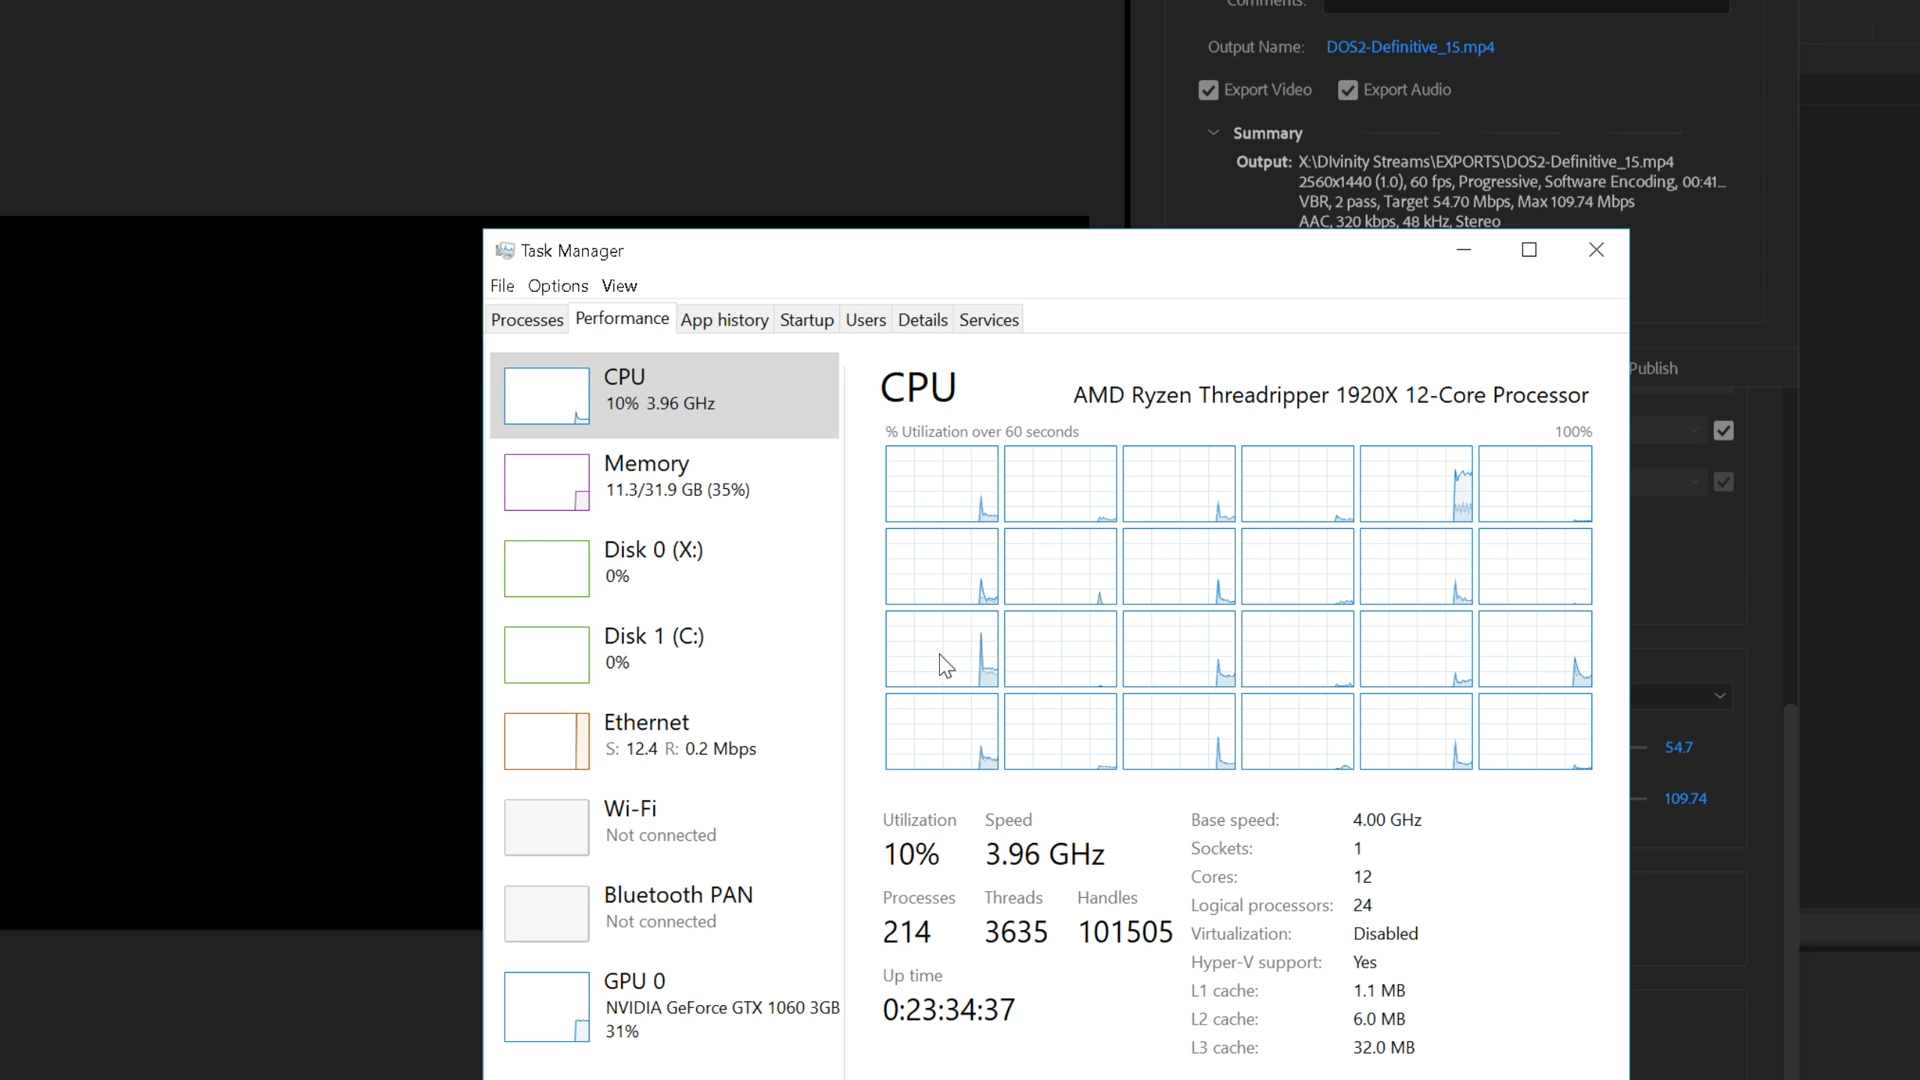 Comments:
Output Name: DOS2-Definitive_15.mp4
Export Video Export Audio
Summary
Output: X:\DIvinity Streams\EXPORTS\DOS2-Definitive_15.mp4
2560x1440 (1.0), 60 fps, Progressive, Software Encoding, 00:41...
VBR, 2 pass, Target 54.70 Mbps, Max 109.74 Mbps
AAC, 320 kbps, 48 kHz, Stereo
Task Manager
File Options View
Processes Performance App history Startup Users Details Services
CPU
10% 3.96 GHz
Memory
11.3/31.9 GB (35%)
Disk 0 (X:)
0%
Disk 1 (C:)
0%
Ethernet
S: 12.4 R: 0.2 Mbps
Wi-Fi
Not connected
Bluetooth PAN
Not connected
GPU 0
NVIDIA GeForce GTX 1060 3GB
31%
CPU AMD Ryzen Threadripper 1920X 12-Core Processor
% Utilization over 60 seconds 100%
Utilization Speed
10% 3.96 GHz
Processes Threads Handles
214 3635 101505
Up time
0:23:34:37
Base speed: 4.00 GHz
Sockets: 1
Cores: 12
Logical processors: 24
Virtualization: Disabled
Hyper-V support: Yes
L1 cache: 1.1 MB
L2 cache: 6.0 MB
L3 cache: 32.0 MB
Publish
54.7
109.74